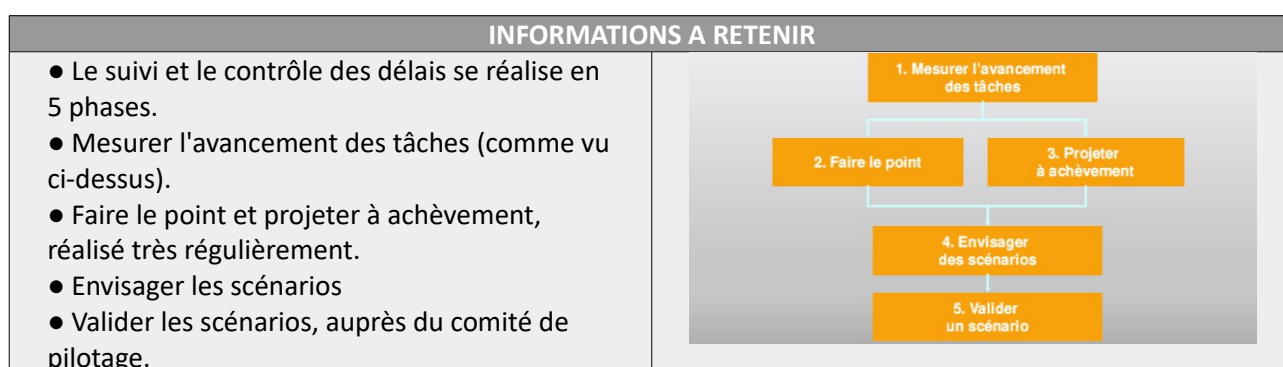 INFORMATIONS A RETENIR
● Le suivi et le contrôle des délais se réalise en
5 phases.
● Mesurer l'avancement des tâches (comme vu
ci-dessus).
● Faire le point et projeter à achèvement,
réalisé très régulièrement.
● Envisager les scénarios
● Valider les scénarios, auprès du comité de
pilotage.
1. Mesurer l'avancement
des tâches
2. Faire le point
3. Projeter
à achèvement
4. Envisager
des scénarios
5. Valider
un scénario